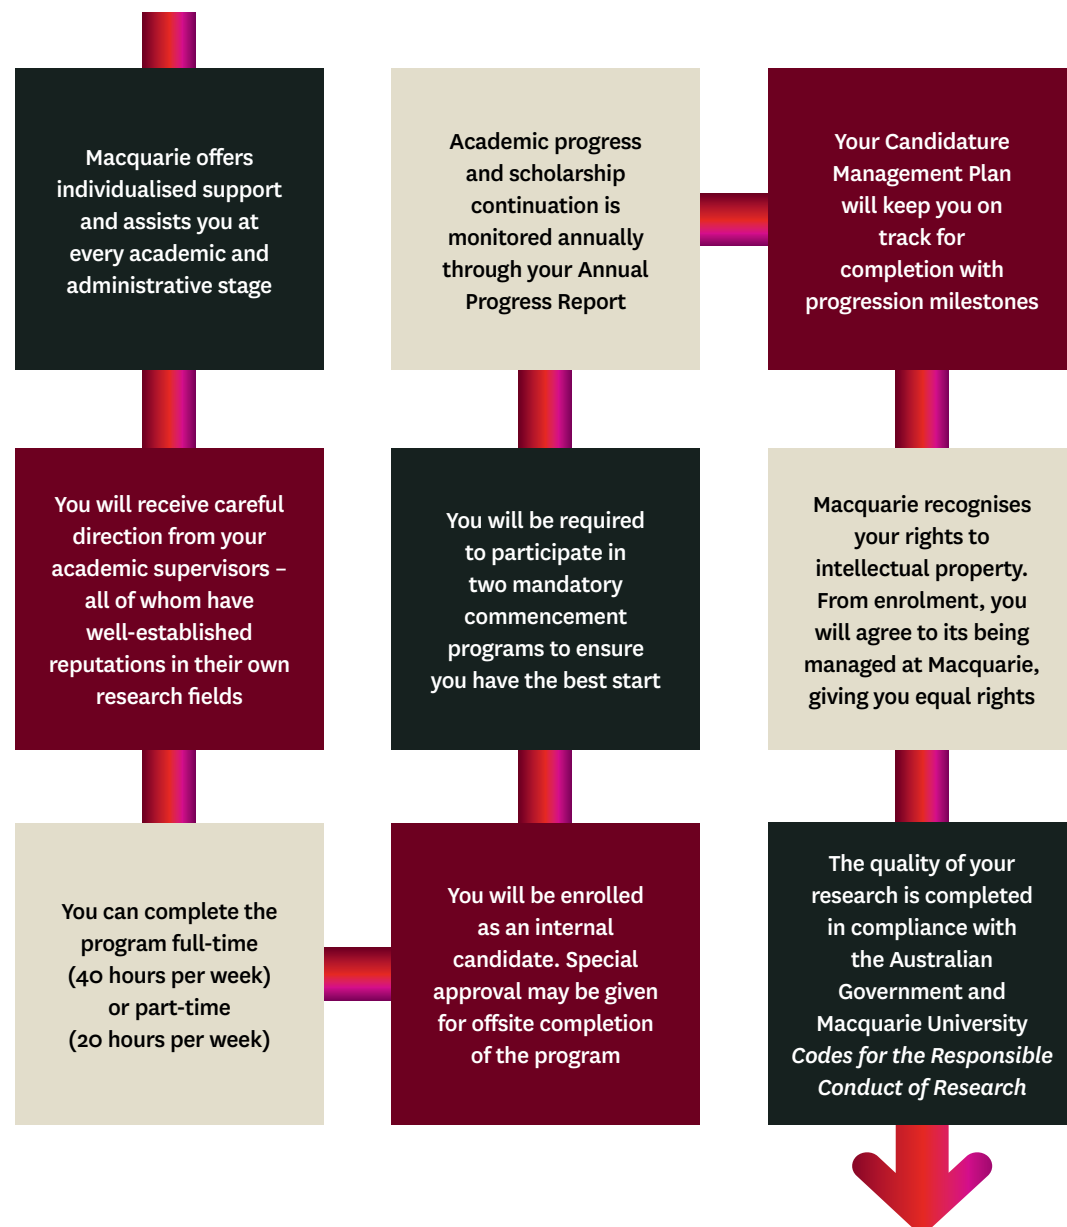 Macquarie offers
individualised support
and assists you at
every academic and
administrative stage
You will receive careful
direction from your
academic supervisors –
all of whom have
well-established
reputations in their own
research fields
You can complete the
program full-time
(40 hours per week)
or part-time
(20 hours per week)
You will be enrolled
as an internal
candidate. Special
approval may be given
for offsite completion
of the program
You will be required
to participate in
two mandatory
commencement
programs to ensure
you have the best start
Academic progress
and scholarship
continuation is
monitored annually
through your Annual
Progress Report
Your Candidature
Management Plan
will keep you on
track for
completion with
progression milestones
Macquarie recognises
your rights to
intellectual property.
From enrolment, you
will agree to its being
managed at Macquarie,
giving you equal rights
The quality of your
research is completed
in compliance with
the Australian
Government and
Macquarie University
Codes for the Responsible
Conduct of Research